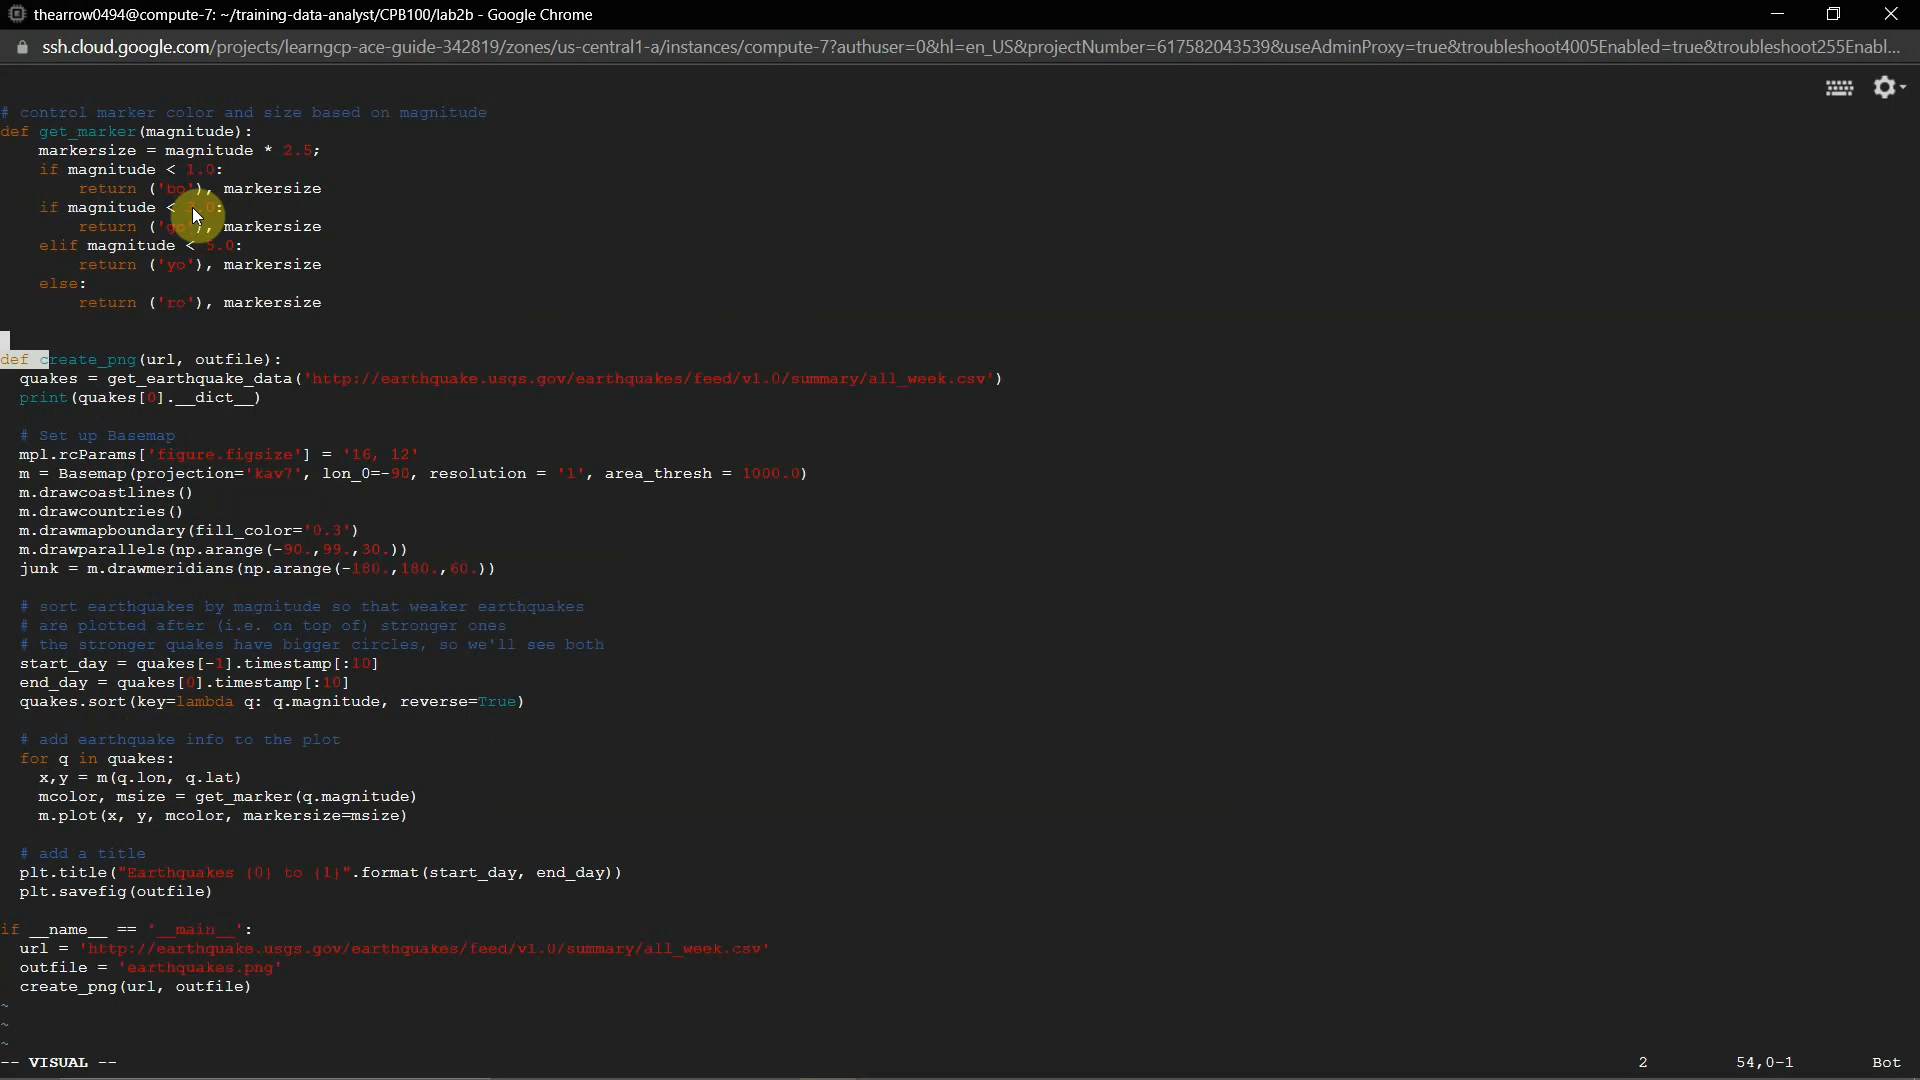 thearrow0494@compute-7: ~/training-data-analyst/CPB100/lab2b - Google Chrome
ssh.cloud.google.com/projects/learngcp-ace-guide-342819/zones/us-central1-a/instances/compute-7?authuser=0&hl=en_US&projectNumber=617582043539&useAdminProxy=true&troubleshoot4005Enabled=true&troubleshoot255Enabl...
# control marker color and size based on magnitude
def get_marker(magnitude):
    markersize = magnitude * 2.5;
    if magnitude < 1.0:
        return ('bo'), markersize
    if magnitude < 3.0:
        return ('go'), markersize
    elif magnitude < 5.0:
        return ('yo'), markersize
    else:
        return ('ro'), markersize
def create_png(url, outfile):
  quakes = get_earthquake_data('http://earthquake.usgs.gov/earthquakes/feed/v1.0/summary/all_week.csv')
  print(quakes[0].__dict__)
  # Set up Basemap
  mpl.rcParams['figure.figsize'] = '16, 12'
  m = Basemap(projection='kav7', lon_0=-90, resolution = 'l', area_thresh = 1000.0)
  m.drawcoastlines()
  m.drawcountries()
  m.drawmapboundary(fill_color='0.3')
  m.drawparallels(np.arange(-90.,99.,30.))
  junk = m.drawmeridians(np.arange(-180.,180.,60.))
  # sort earthquakes by magnitude so that weaker earthquakes
  # are plotted after (i.e. on top of) stronger ones
  # the stronger quakes have bigger circles, so we'll see both
  start_day = quakes[-1].timestamp[:10]
  end_day = quakes[0].timestamp[:10]
  quakes.sort(key=lambda q: q.magnitude, reverse=True)
  # add earthquake info to the plot
  for q in quakes:
    x,y = m(q.lon, q.lat)
    mcolor, msize = get_marker(q.magnitude)
    m.plot(x, y, mcolor, markersize=msize)
  # add a title
  plt.title("Earthquakes {0} to {1}".format(start_day, end_day))
  plt.savefig(outfile)
if __name__ == '__main__':
  url = 'http://earthquake.usgs.gov/earthquakes/feed/v1.0/summary/all_week.csv'
  outfile = 'earthquakes.png'
  create_png(url, outfile)
~
~
~
-- VISUAL -- 2 54,0-1 Bot